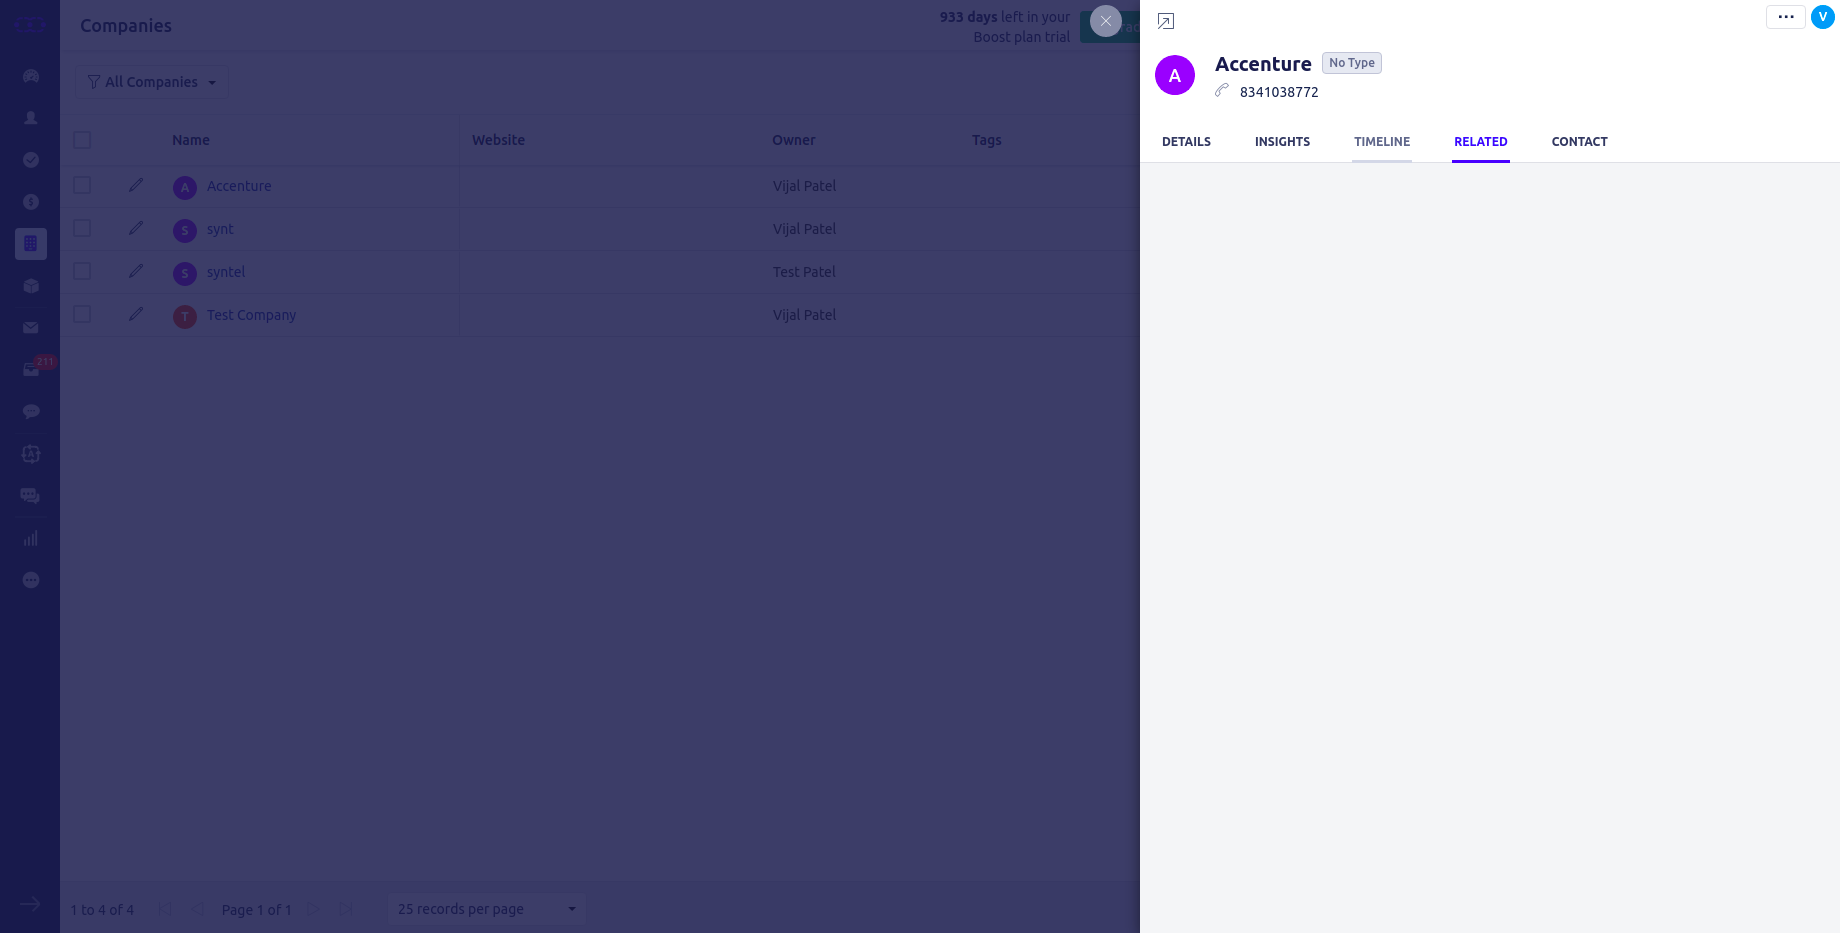 Companies
933 days left in your
Boost plan trial
All Companies
Name Website Owner Tags
A Accenture Vijal Patel
S synt Vijal Patel
S syntel Test Patel
T Test Company Vijal Patel
211
1 to 4 of 4 Page 1 of 1 25 records per page
V
A Accenture No Type
8341038772
DETAILS INSIGHTS TIMELINE RELATED CONTACT